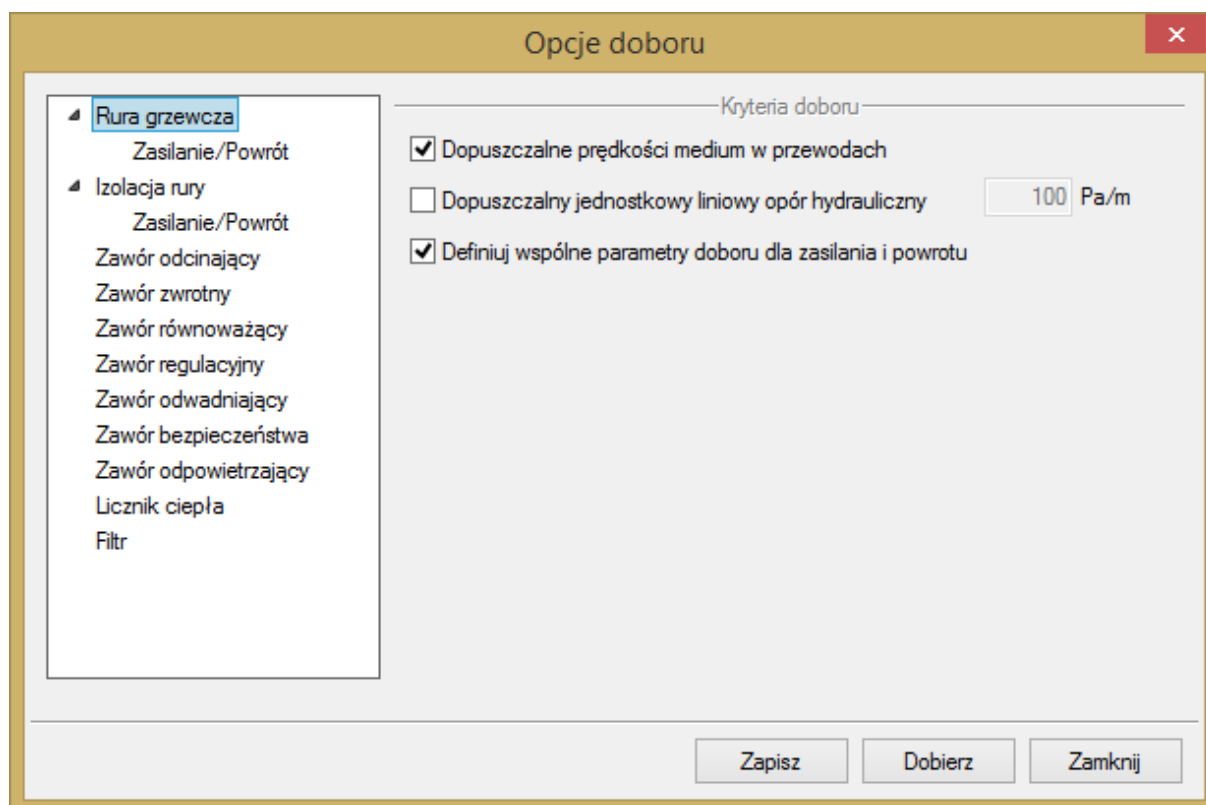 Opcje doboru
Rura grzewcza
Zasilanie/Powrót
Izolacja rury
Zasilanie/Powrót
Zawór odcinający
Zawór zwrotny
Zawór równoważący
Zawór regulacyjny
Zawór odwadniający
Zawór bezpieczeństwa
Zawór odpowietrzający
Licznik ciepła
Filtr
Kryteria doboru
Dopuszczalne prędkości medium w przewodach
Dopuszczalny jednostkowy liniowy opór hydrauliczny 100 Pa/m
Definiuj wspólne parametry doboru dla zasilania i powrotu
Zapisz Dobierz Zamknij